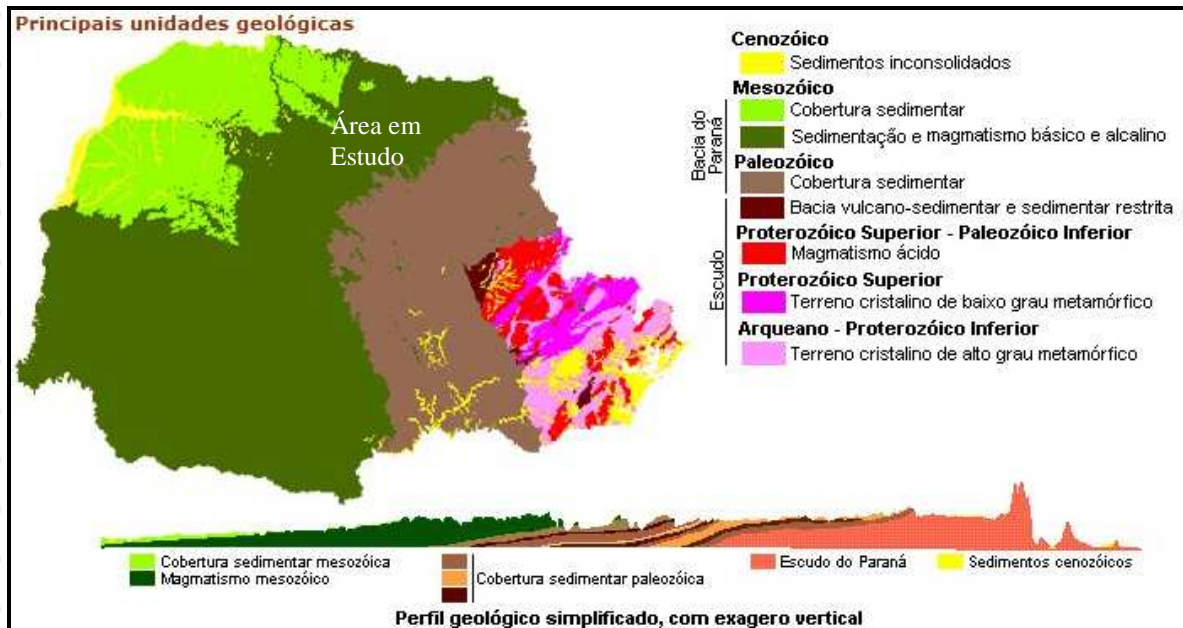 Principais unidades geológicas
Área em
Estudo
Cenozóico
Sedimentos inconsolidados
Mesozóico
Cobertura sedimentar
Sedimentação e magmatismo básico e alcalino
Paleozóico
Cobertura sedimentar
Bacia vulcano-sedimentar e sedimentar restrita
Proterozóico Superior - Paleozóico Inferior
Magmatismo ácido
Proterozóico Superior
Terreno cristalino de baixo grau metamórfico
Arqueano - Proterozóico Inferior
Terreno cristalino de alto grau metamórfico
Bacia do
Paraná
Escudo
Cobertura sedimentar mesozóica
Magmatismo mesozóico
Cobertura sedimentar paleozóica
Escudo do Paraná
Sedimentos cenozóicos
Perfil geológico simplificado, com exagero vertical